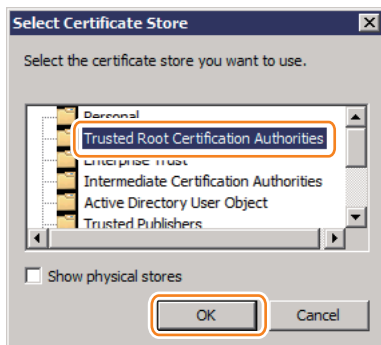 Select Certificate Store
Select the certificate store you want to use.
Personal
Trusted Root Certification Authorities
Enterprise Trust
Intermediate Certification Authorities
Active Directory User Object
Trusted Publishers
Show physical stores
OK
Cancel